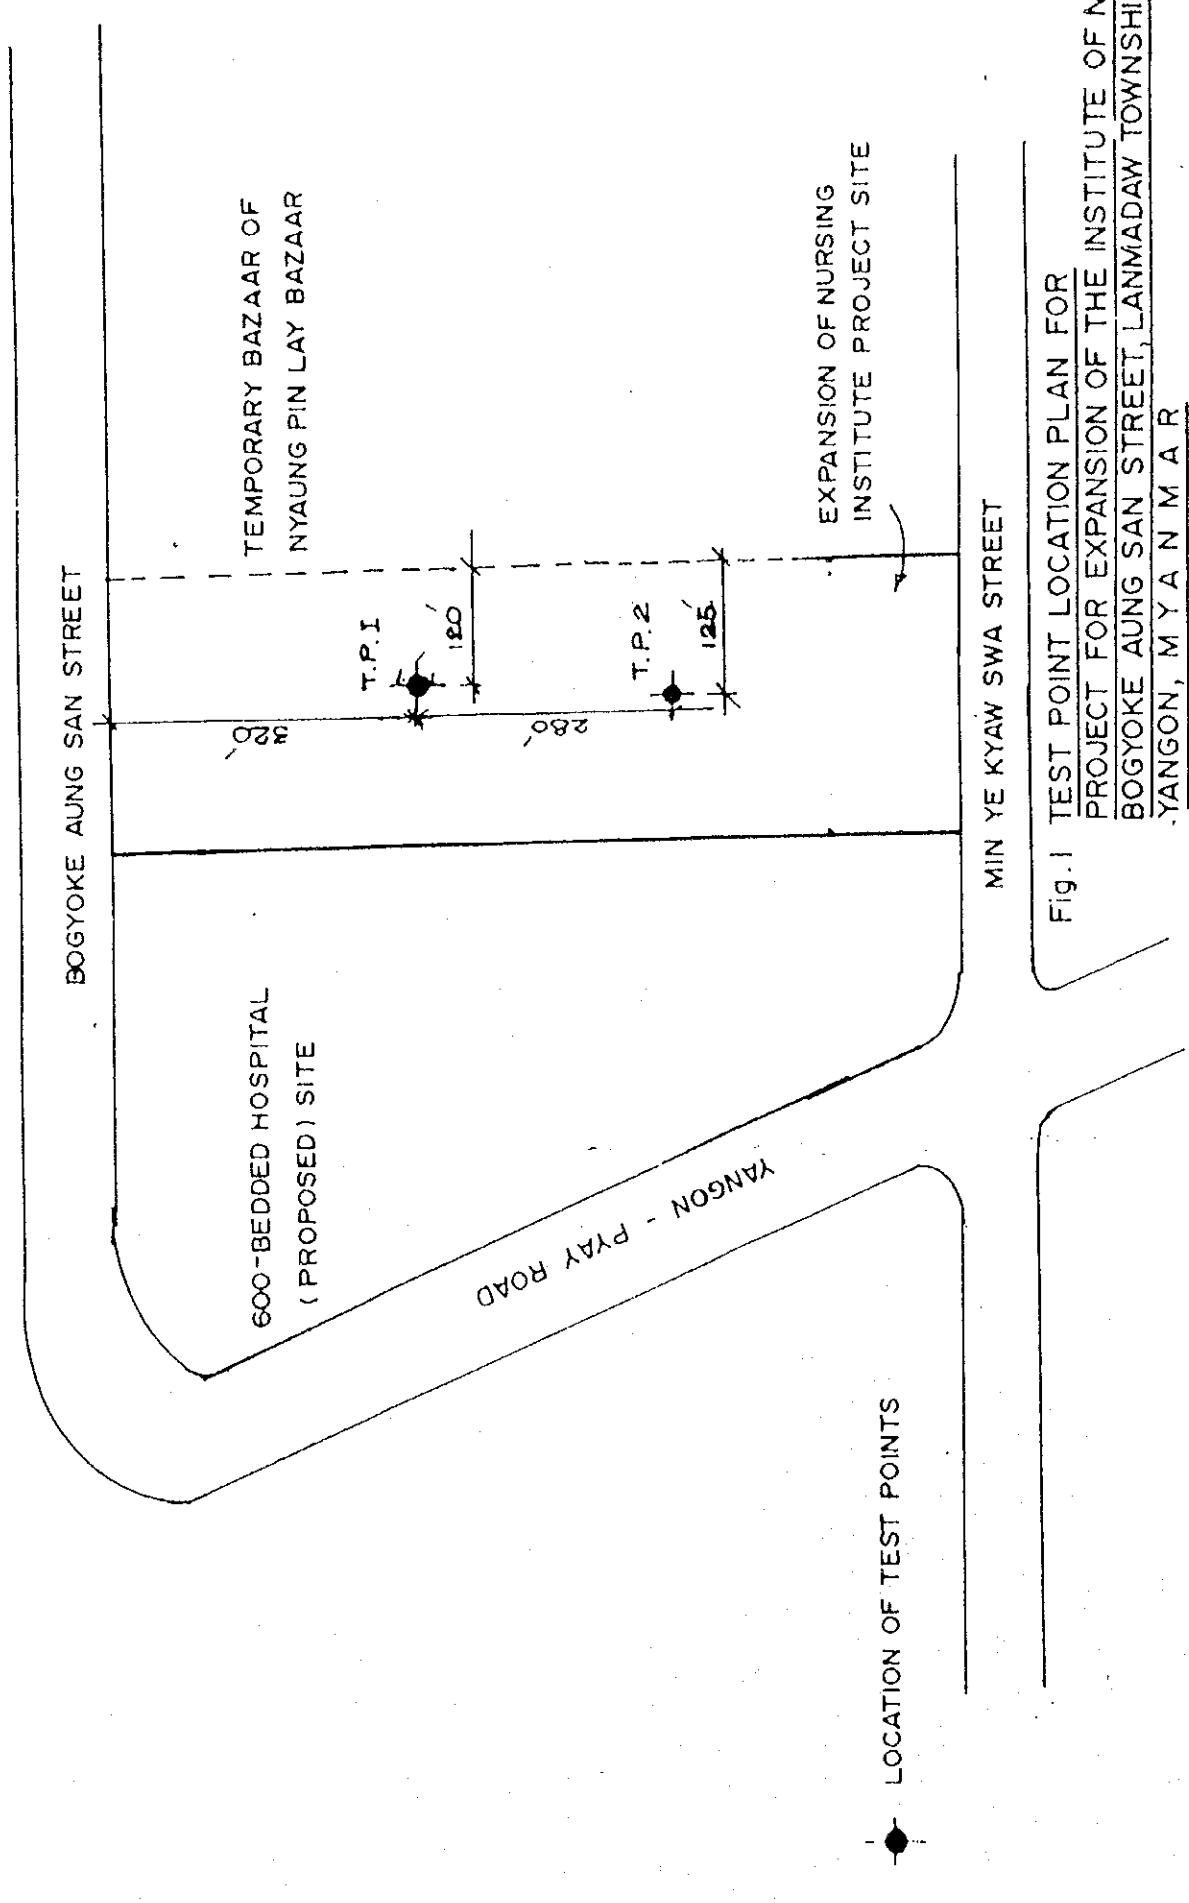 BOGYOKE AUNG SAN STREET
600-BEDDED HOSPITAL
(PROPOSED) SITE
TEMPORARY BAZAAR OF
NYAUNG PIN LAY BAZAAR
320'
T.P.1
120'
280'
T.P.2
125'
YANGON - PYAY ROAD
EXPANSION OF NURSING
INSTITUTE PROJECT SITE
LOCATION OF TEST POINTS
MIN YE KYAW SWA STREET
Fig.1 TEST POINT LOCATION PLAN FOR
PROJECT FOR EXPANSION OF THE INSTITUTE OF
BOGYOKE AUNG SAN STREET, LANMADAW TOWNSHI
YANGON, M Y A N M A R